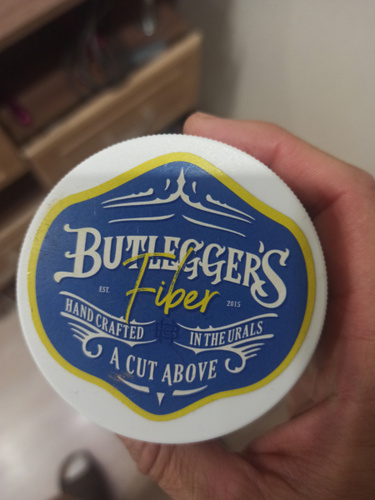 BUTLEGGER'S
Fiber
EST. 2015
HAND CRAFTED IN THE URALS
A CUT ABOVE